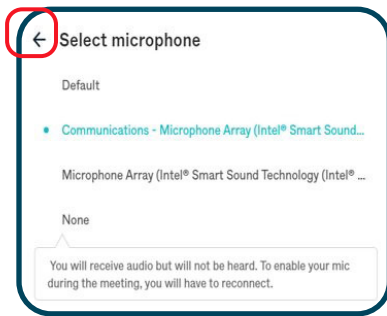 Select microphone
Default
Communications - Microphone Array (Intel® Smart Sound...
Microphone Array (Intel® Smart Sound Technology (Intel® ...
None
You will receive audio but will not be heard. To enable your mic
during the meeting, you will have to reconnect.